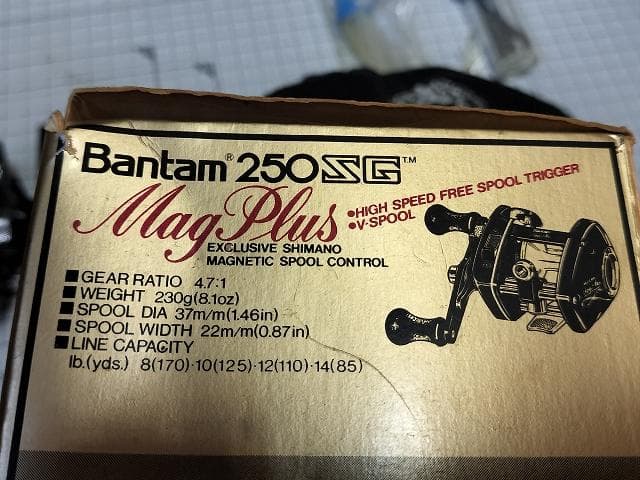 Bantam® 250SG™
MagPlus
•HIGH SPEED FREE SPOOL TRIGGER
•V-SPOOL
EXCLUSIVE SHIMANO
MAGNETIC SPOOL CONTROL
■GEAR RATIO 4.7:1
■WEIGHT 230g(8.1oz)
■SPOOL DIA 37m/m(1.46in)
■SPOOL WIDTH 22m/m(0.87in)
■LINE CAPACITY
lb.(yds.) 8(170)·10(125)·12(110)·14(85)